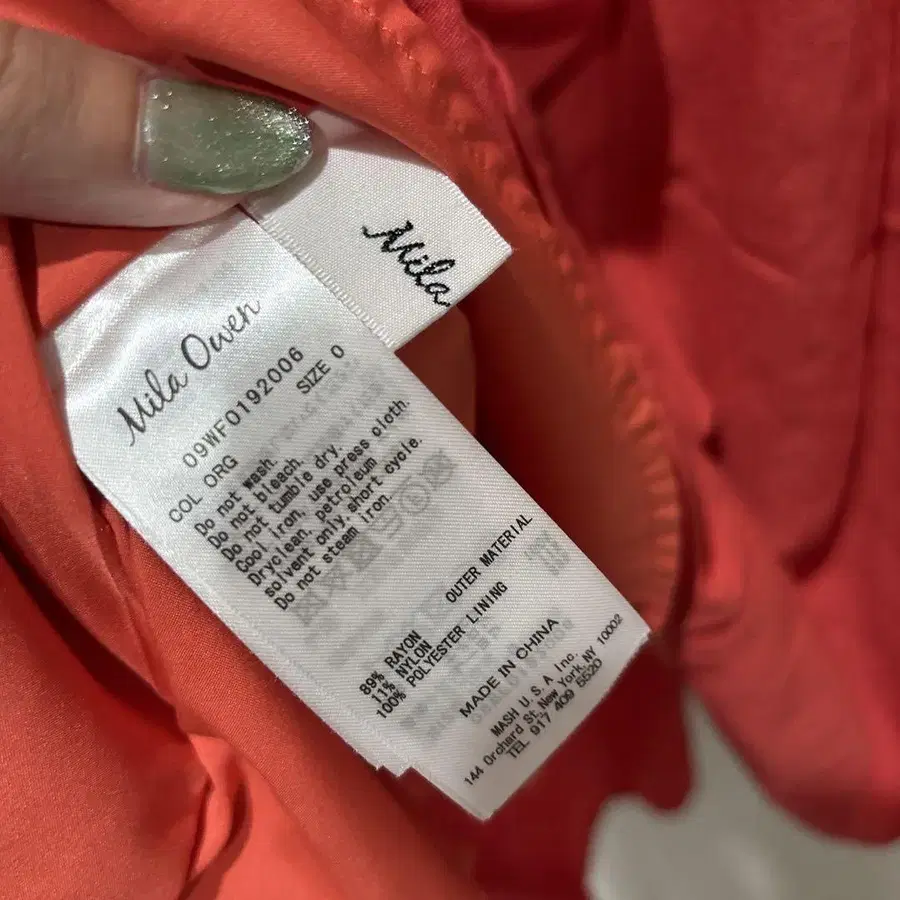 Mila
Mila Owen
09WF0192006
COL ORG SIZE 0
Do not wash.
Do not bleach.
Do not tumble dry.
Cool iron, use press cloth.
Dryclean, petroleum
solvent only.short cycle.
Do not steam iron.
OUTER MATERIAL
89% RAYON
11% NYLON
100% POLYESTER LINING
MADE IN CHINA
MASH U.S.A Inc.
144 Orchard St,New York,NY 10002
TEL 917 409 5520